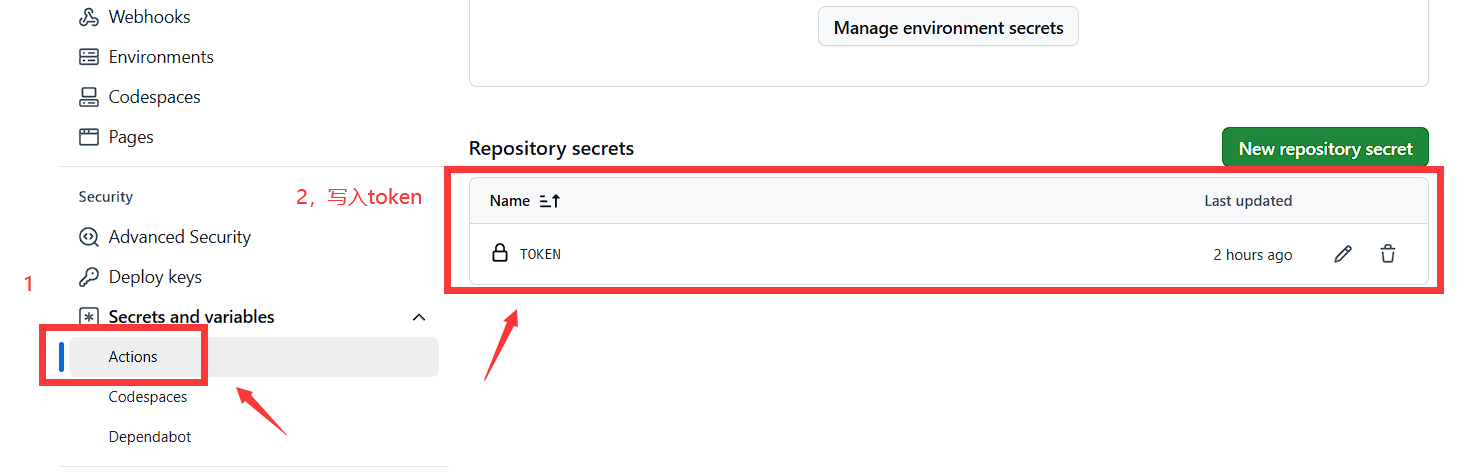 Webhooks
Environments
Codespaces
Pages
Security
Advanced Security
Deploy keys
Secrets and variables
Actions
Codespaces
Dependabot
1
2，写入token
Manage environment secrets
Repository secrets
New repository secret
Name
Last updated
TOKEN
2 hours ago